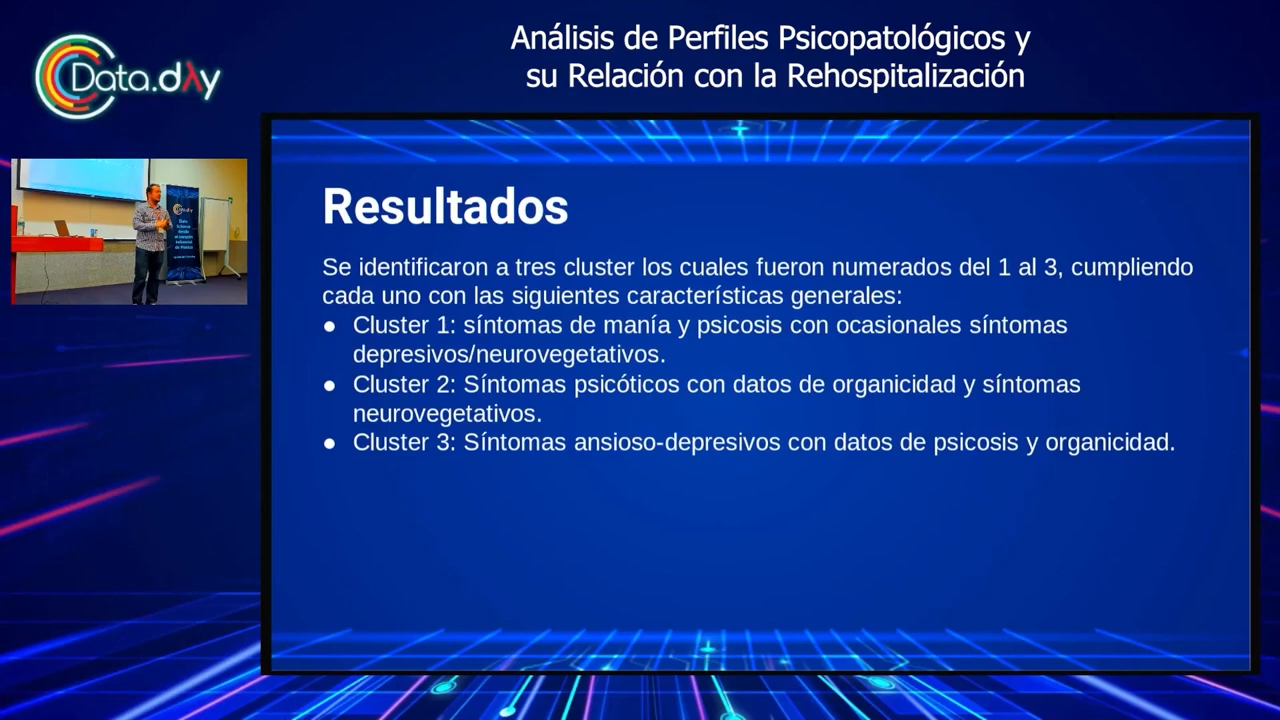 Data.dAy
Análisis de Perfiles Psicopatológicos y
su Relación con la Rehospitalización
Resultados
Se identificaron a tres cluster los cuales fueron numerados del 1 al 3, cumpliendo
cada uno con las siguientes características generales:
● Cluster 1: síntomas de manía y psicosis con ocasionales síntomas
depresivos/neurovegetativos.
● Cluster 2: Síntomas psicóticos con datos de organicidad y síntomas
neurovegetativos.
● Cluster 3: Síntomas ansioso-depresivos con datos de psicosis y organicidad.
Data
Science
desde